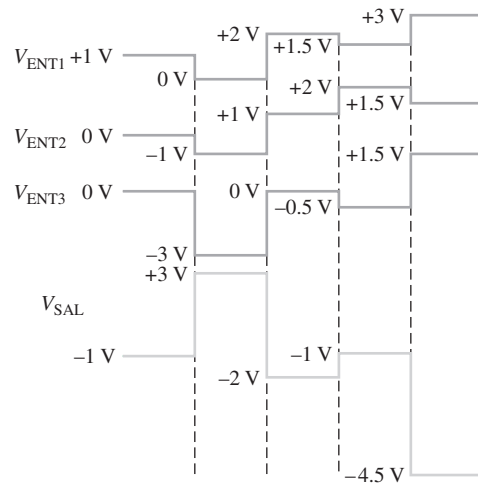 +3 V
+2 V
V_ENT1 +1 V
+1.5 V
0 V
+2 V
+1.5 V
+1 V
V_ENT2 0 V
−1 V
+1.5 V
V_ENT3 0 V
0 V
−0.5 V
−3 V
+3 V
V_SAL
−1 V
−1 V
−2 V
−4.5 V